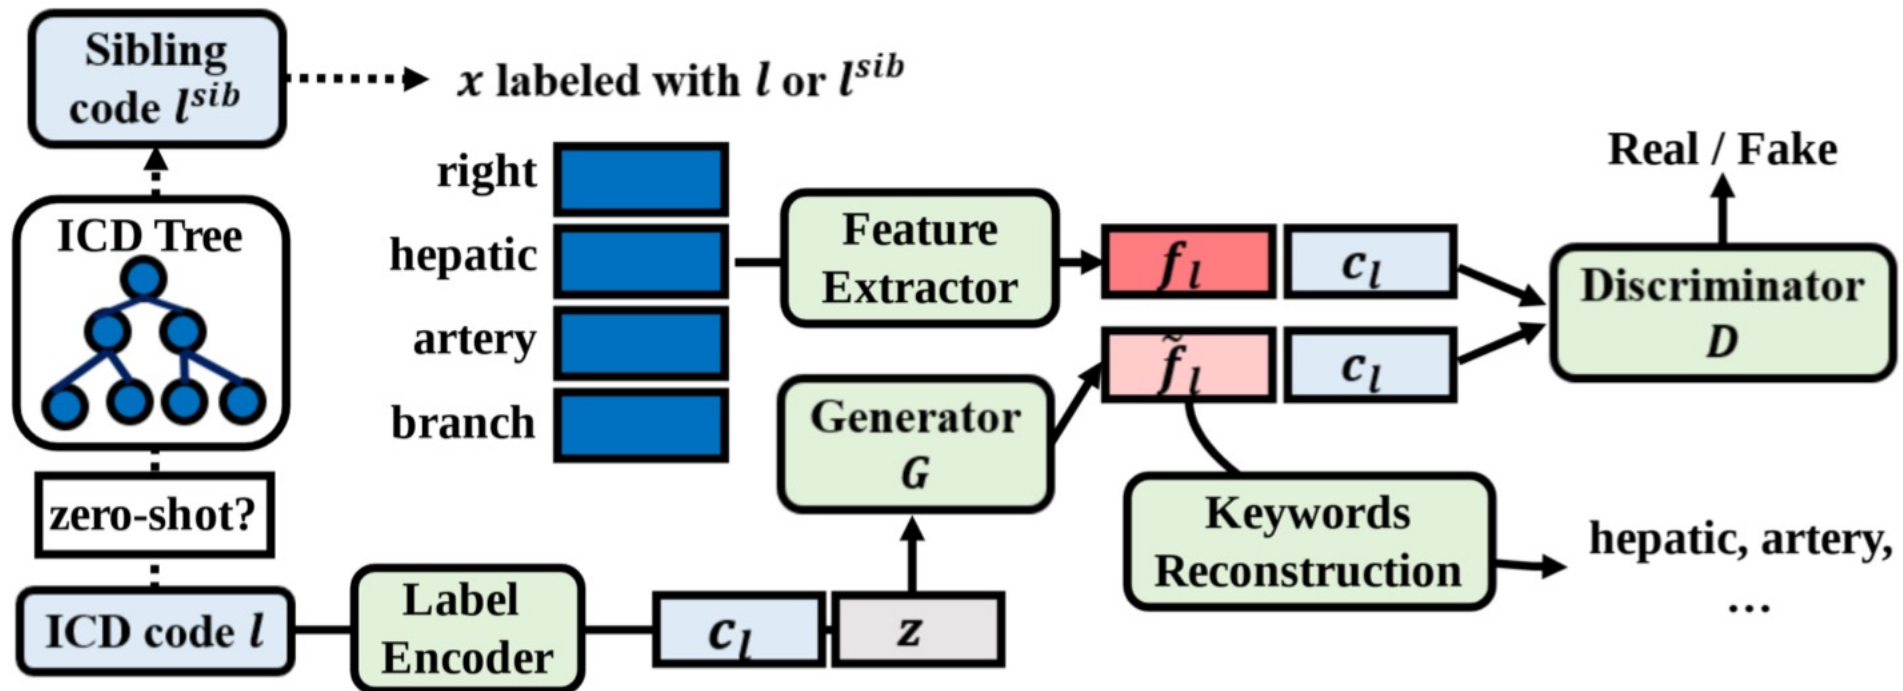 Sibling
code l^{sib}
x labeled with l or l^{sib}
ICD Tree
zero-shot?
ICD code l
Label
Encoder
c_l
z
right
hepatic
artery
branch
Feature
Extractor
Generator
G
f_l
c_l
f̃_l
c_l
Real / Fake
Discriminator
D
Keywords
Reconstruction
hepatic, artery,
...